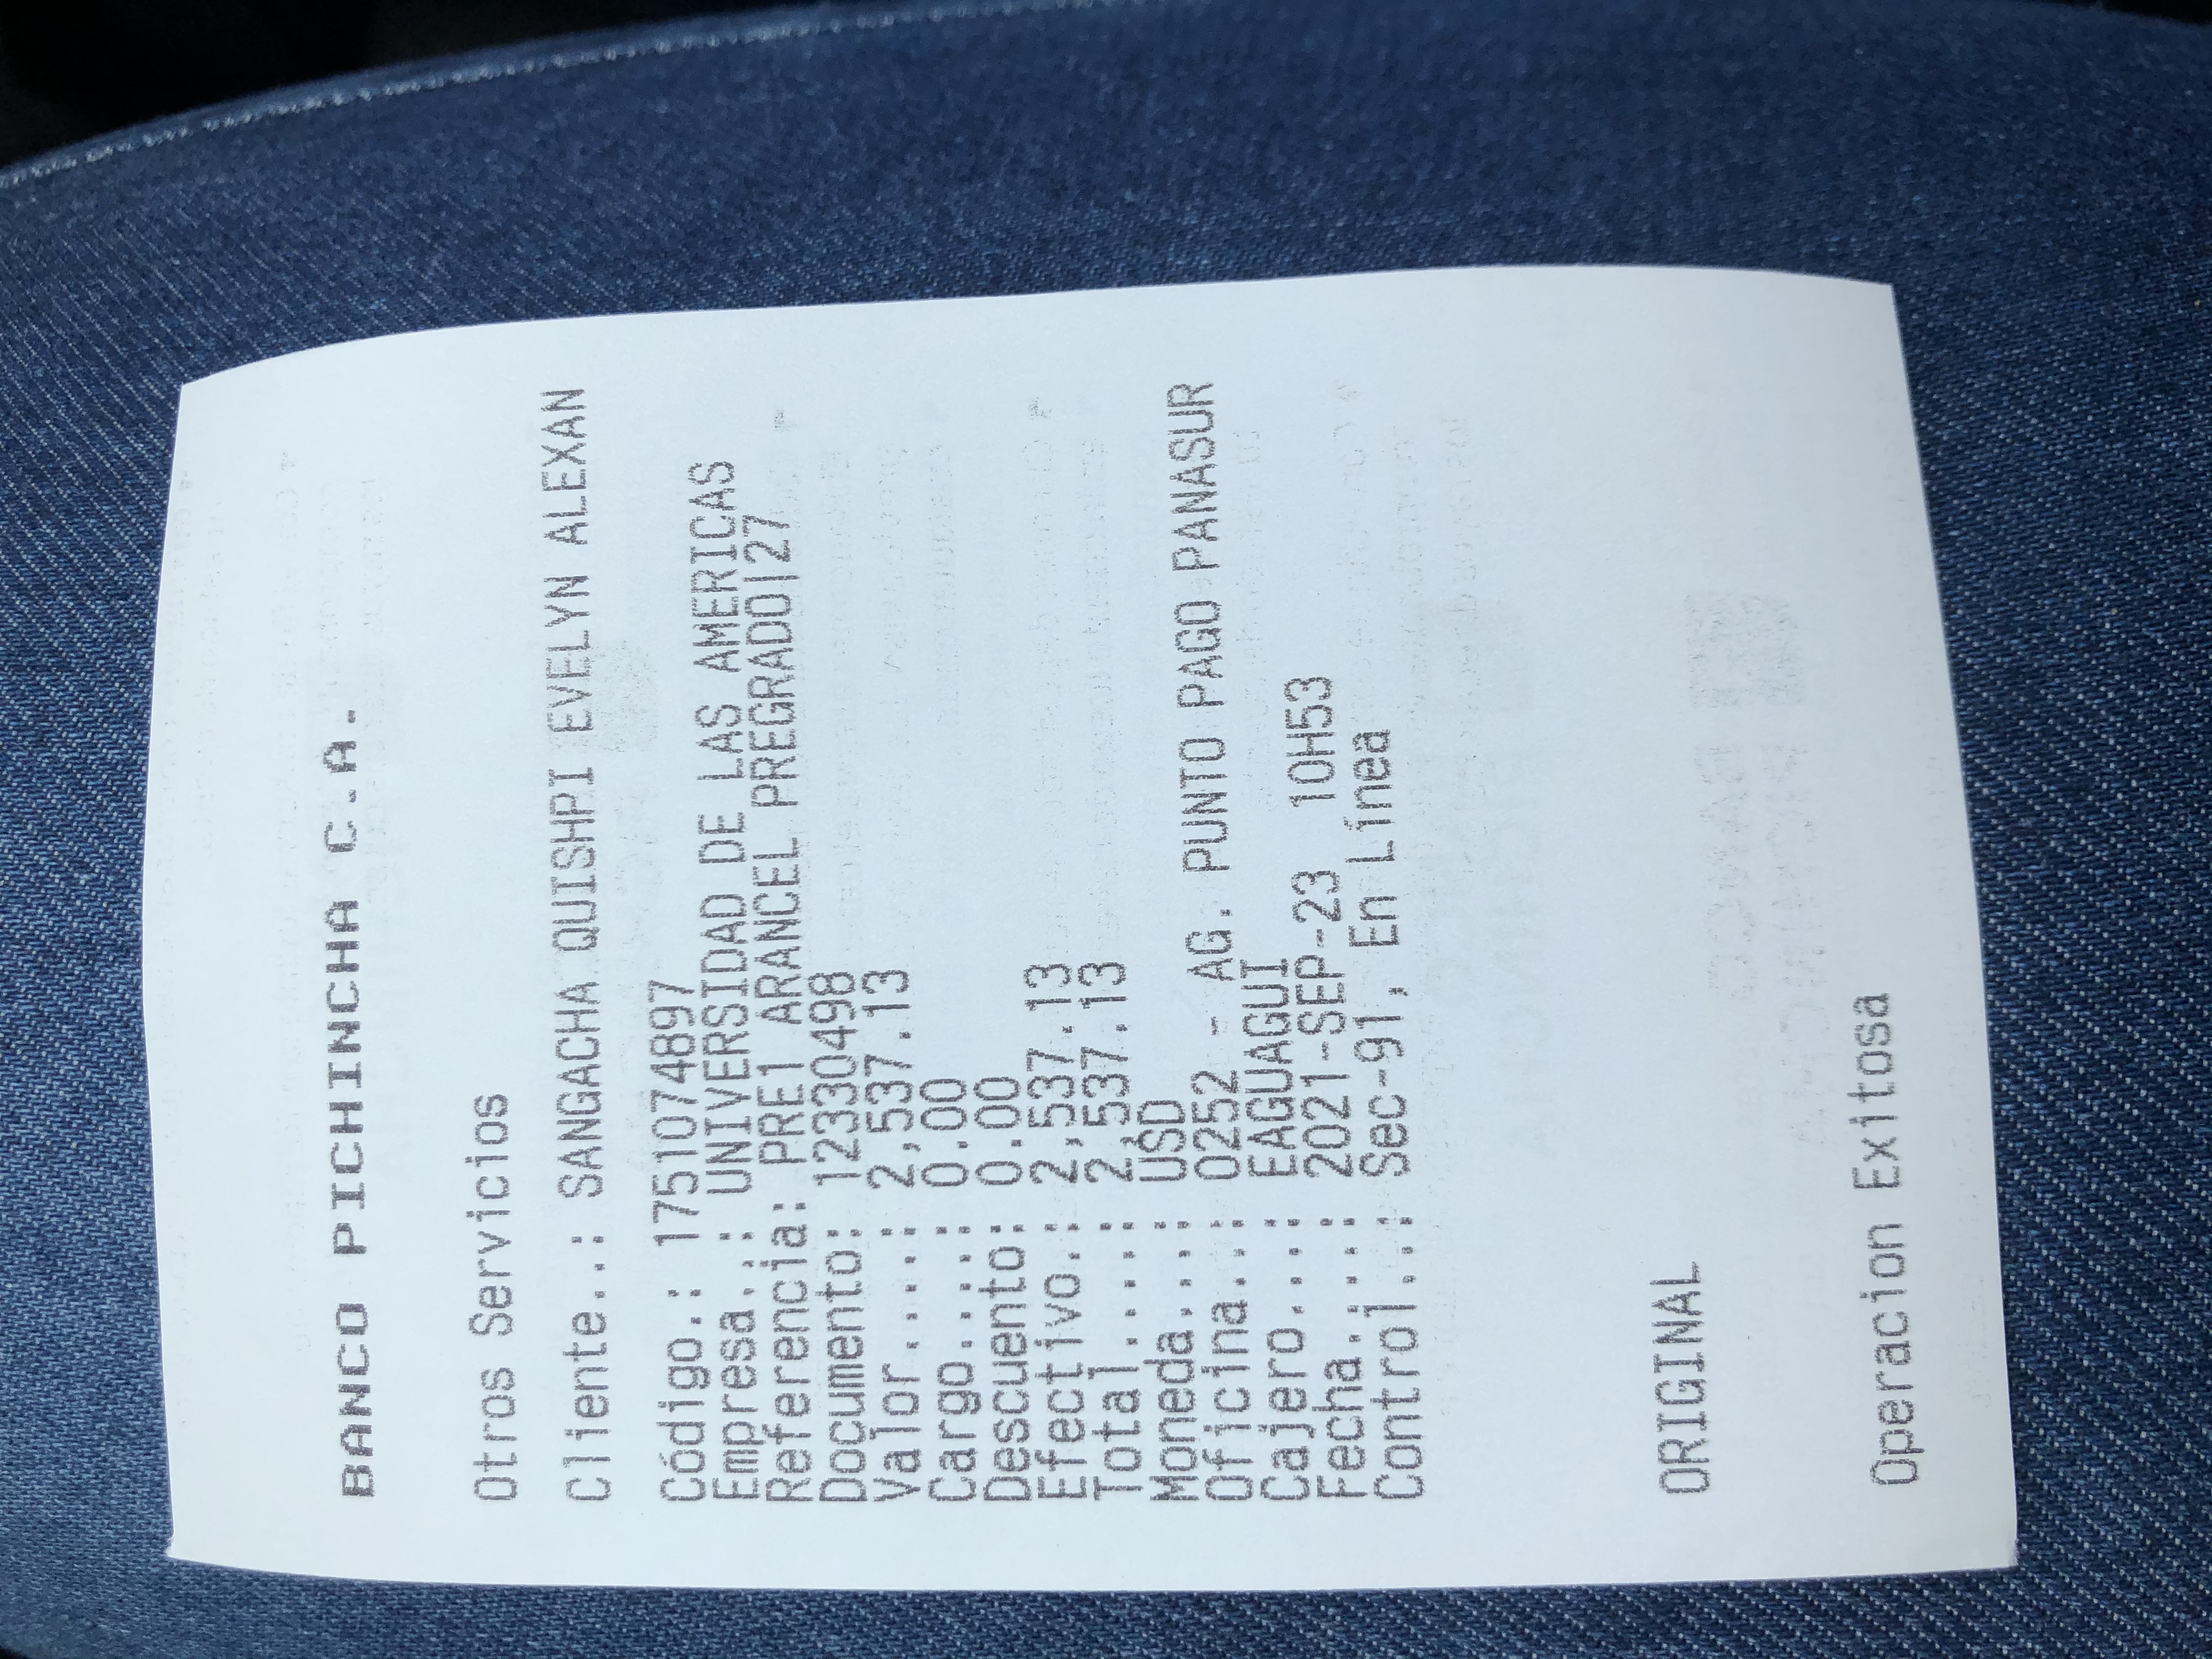 BANCO PICHINCHA C.A.
Otros Servicios
Cliente..: SANGACHA QUISHPI EVELYN ALEXAN
Código.: 1751074897
Empresa..: UNIVERSIDAD DE LAS AMERICAS
Referencia: PRE1 ARANCEL PREGRADO|27
Documento: 12330498
Valor....: 2,537.13
Cargo....: 0.00
Descuento: 0.00
Efectivo.: 2,537.13
Total....: 2,537.13
Moneda...: USD
Oficina..: 0252 - AG. PUNTO PAGO PANASUR
Cajero...: EAGUAGUI
Fecha....: 2021-SEP-23 10H53
Control..: Sec-91, En Línea
ORIGINAL
Operacion Exitosa